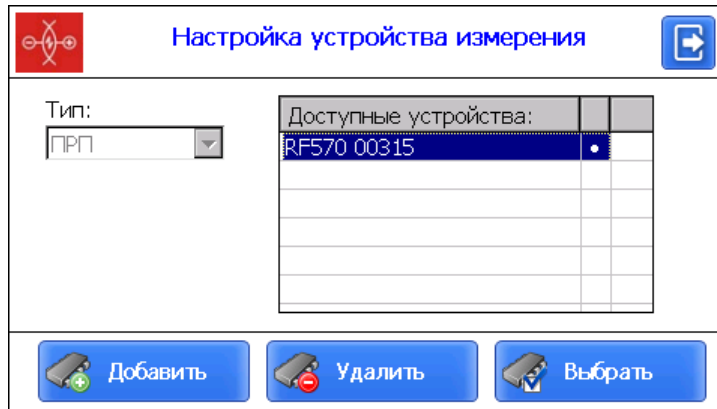 Настройка устройства измерения
Тип:
ПРП
Доступные устройства:
RF570 00315
Добавить
Удалить
Выбрать